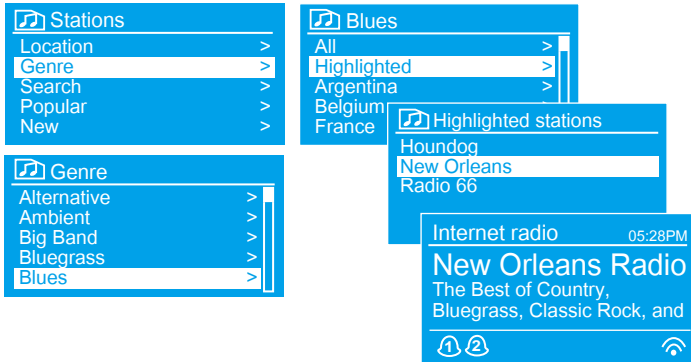 Stations
Location >
Genre >
Search >
Popular >
New >
Genre
Alternative >
Ambient >
Big Band >
Bluegrass >
Blues >
Blues
All >
Highlighted >
Argentina >
Belgium >
France
Highlighted stations
Houndog
New Orleans
Radio 66
Internet radio 05:28PM
New Orleans Radio
The Best of Country,
Bluegrass, Classic Rock, and
1 2